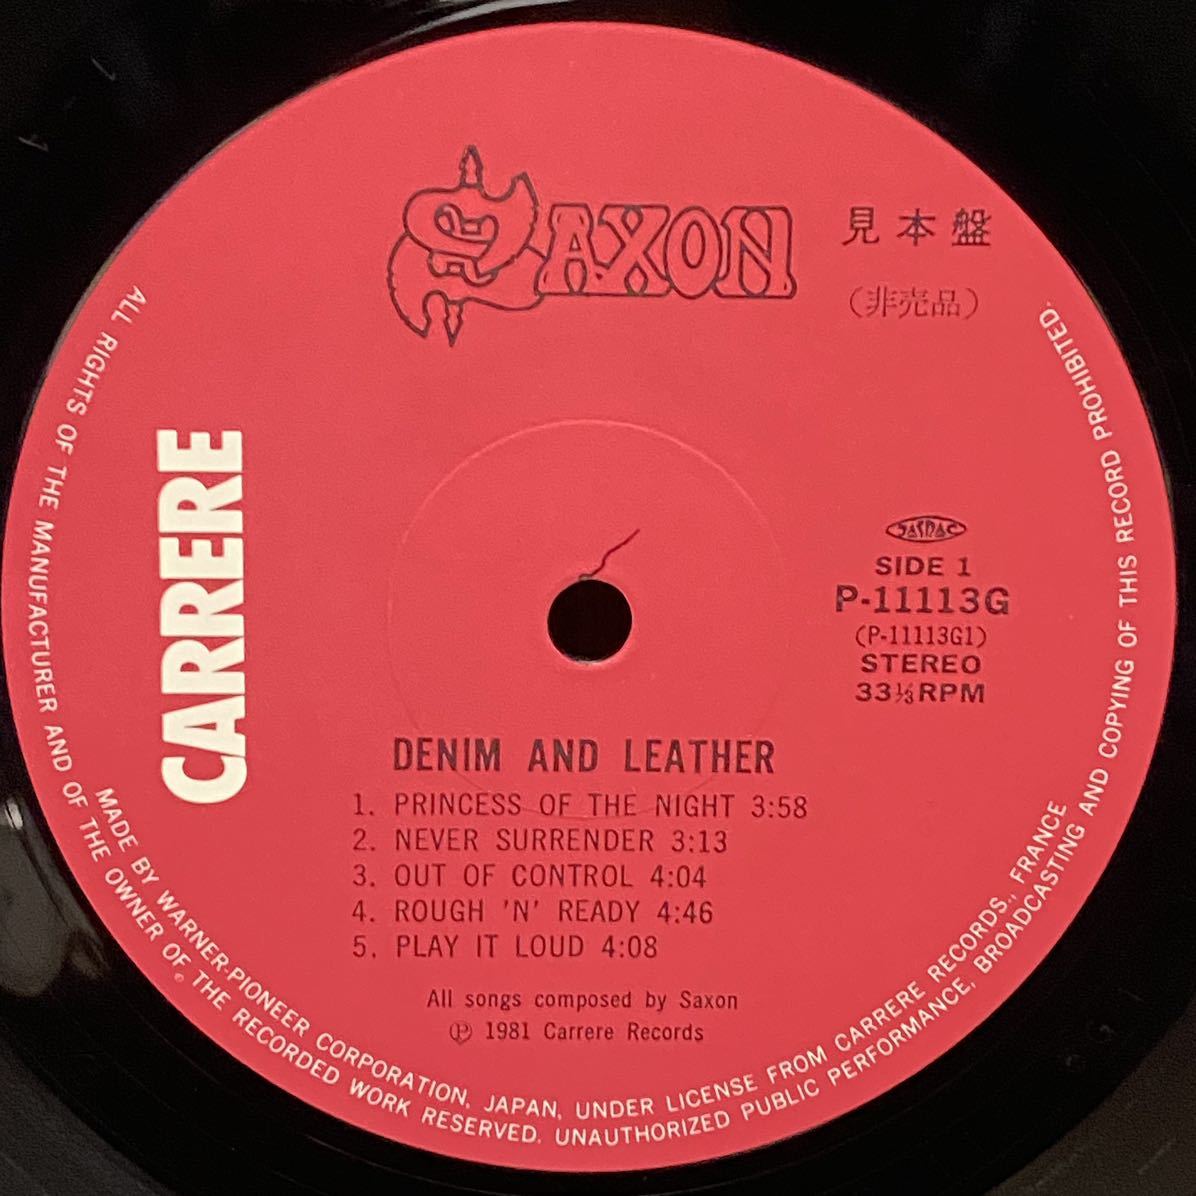 SAXON
見本盤
(非売品)
CARRERE
JASRAC
SIDE 1
P-11113G
(P-11113G1)
STEREO
33⅓RPM
DENIM AND LEATHER
1. PRINCESS OF THE NIGHT 3:58
2. NEVER SURRENDER 3:13
3. OUT OF CONTROL 4:04
4. ROUGH 'N' READY 4:46
5. PLAY IT LOUD 4:08
All songs composed by Saxon
Ⓟ 1981 Carrere Records
ALL RIGHTS OF THE MANUFACTURER AND OF THE OWNER OF THE RECORDED WORK RESERVED. UNAUTHORIZED PUBLIC PERFORMANCE, BROADCASTING AND COPYING OF THIS RECORD PROHIBITED.
MADE BY WARNER-PIONEER CORPORATION, JAPAN, UNDER LICENSE FROM CARRERE RECORDS., FRANCE